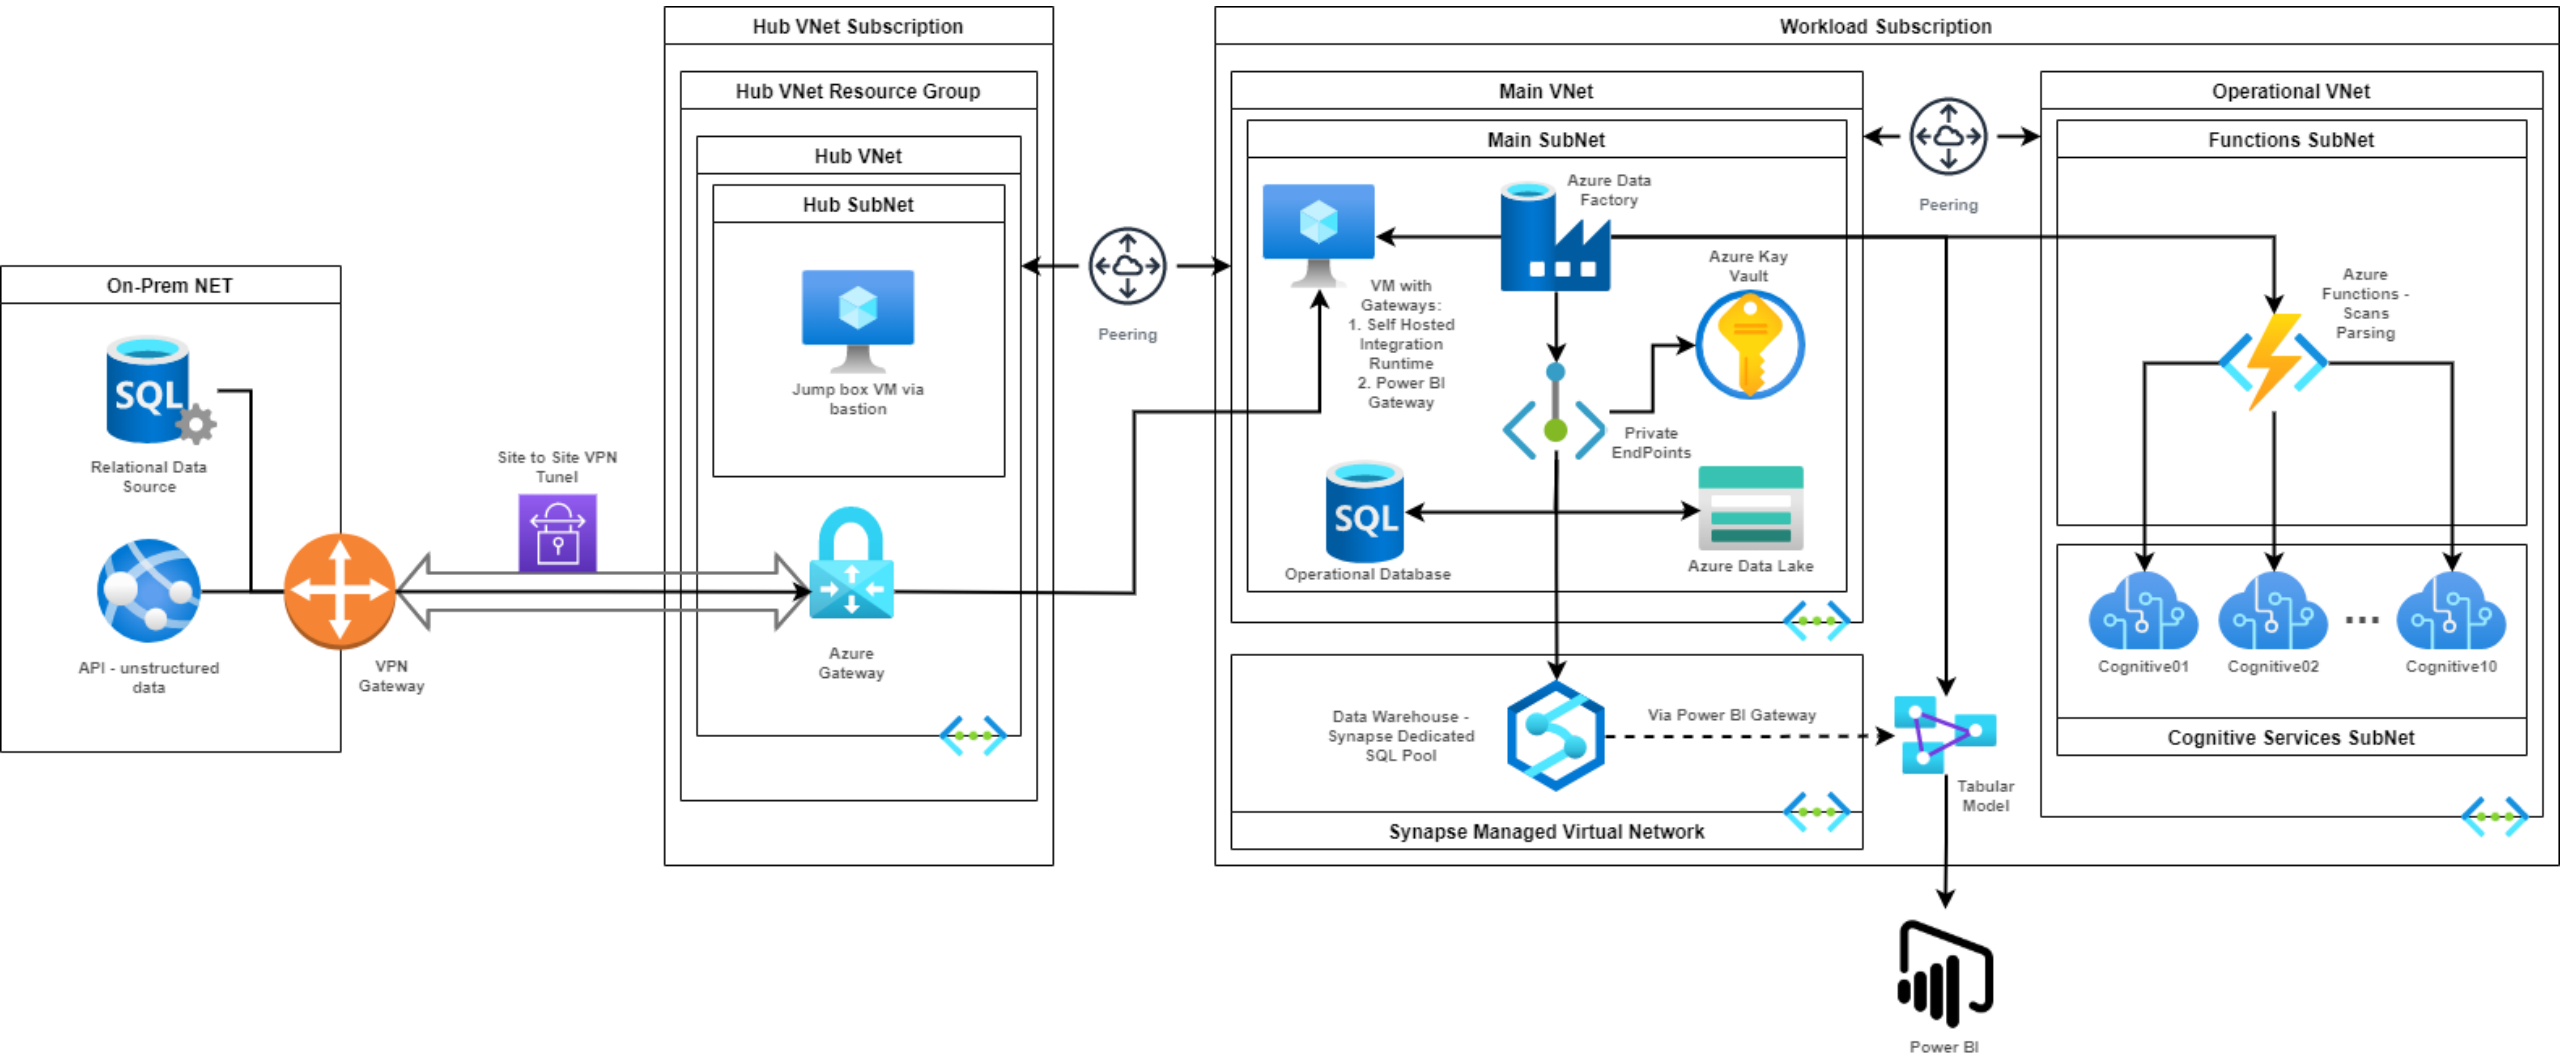 On-Prem NET
SQL
Relational Data
Source
API - unstructured
data
VPN
Gateway
Site to Site VPN
Tunel
Hub VNet Subscription
Hub VNet Resource Group
Hub VNet
Hub SubNet
Jump box VM via
bastion
Azure
Gateway
Peering
Workload Subscription
Main VNet
Main SubNet
VM with
Gateways:
1. Self Hosted
Integration
Runtime
2. Power BI
Gateway
Azure Data
Factory
Azure Kay
Vault
Private
EndPoints
SQL
Operational Database
Azure Data Lake
Data Warehouse -
Synapse Dedicated
SQL Pool
Via Power BI Gateway
Synapse Managed Virtual Network
Peering
Tabular
Model
Power BI
Operational VNet
Functions SubNet
Azure
Functions -
Scans
Parsing
Cognitive01
Cognitive02
...
Cognitive10
Cognitive Services SubNet